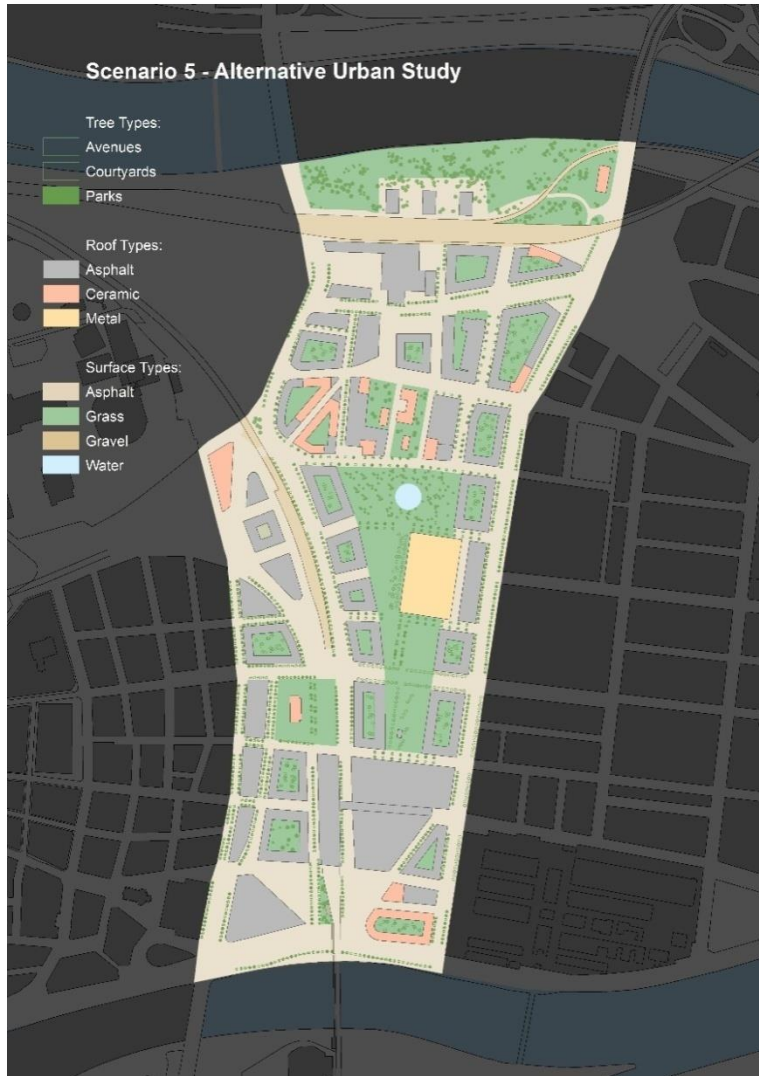 Scenario 5 - Alternative Urban Study
Tree Types:
Avenues
Courtyards
Parks
Roof Types:
Asphalt
Ceramic
Metal
Surface Types:
Asphalt
Grass
Gravel
Water